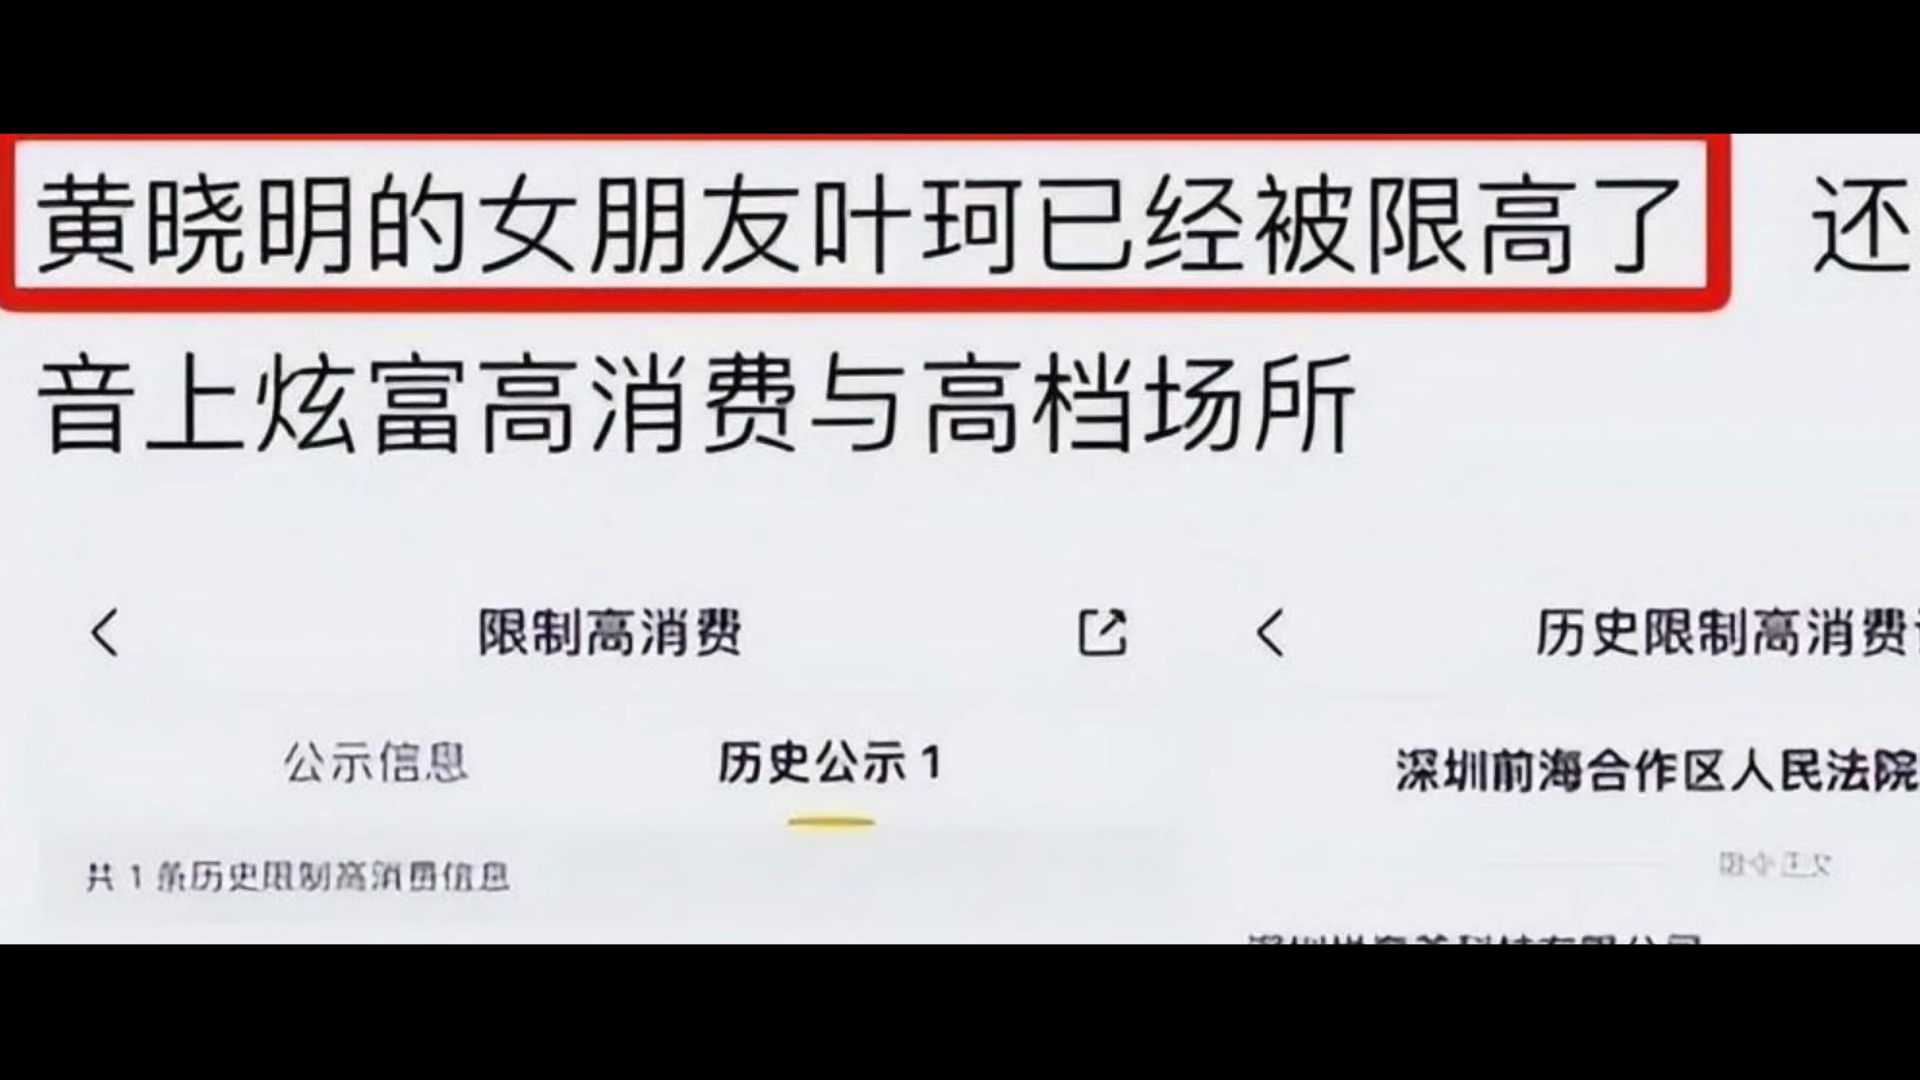 黄晓明的女朋友叶珂已经被限高了 还
音上炫富高消费与高档场所
限制高消费
历史限制高消费
公示信息
历史公示 1
深圳前海合作区人民法院
共 1 条历史限制高消费信息